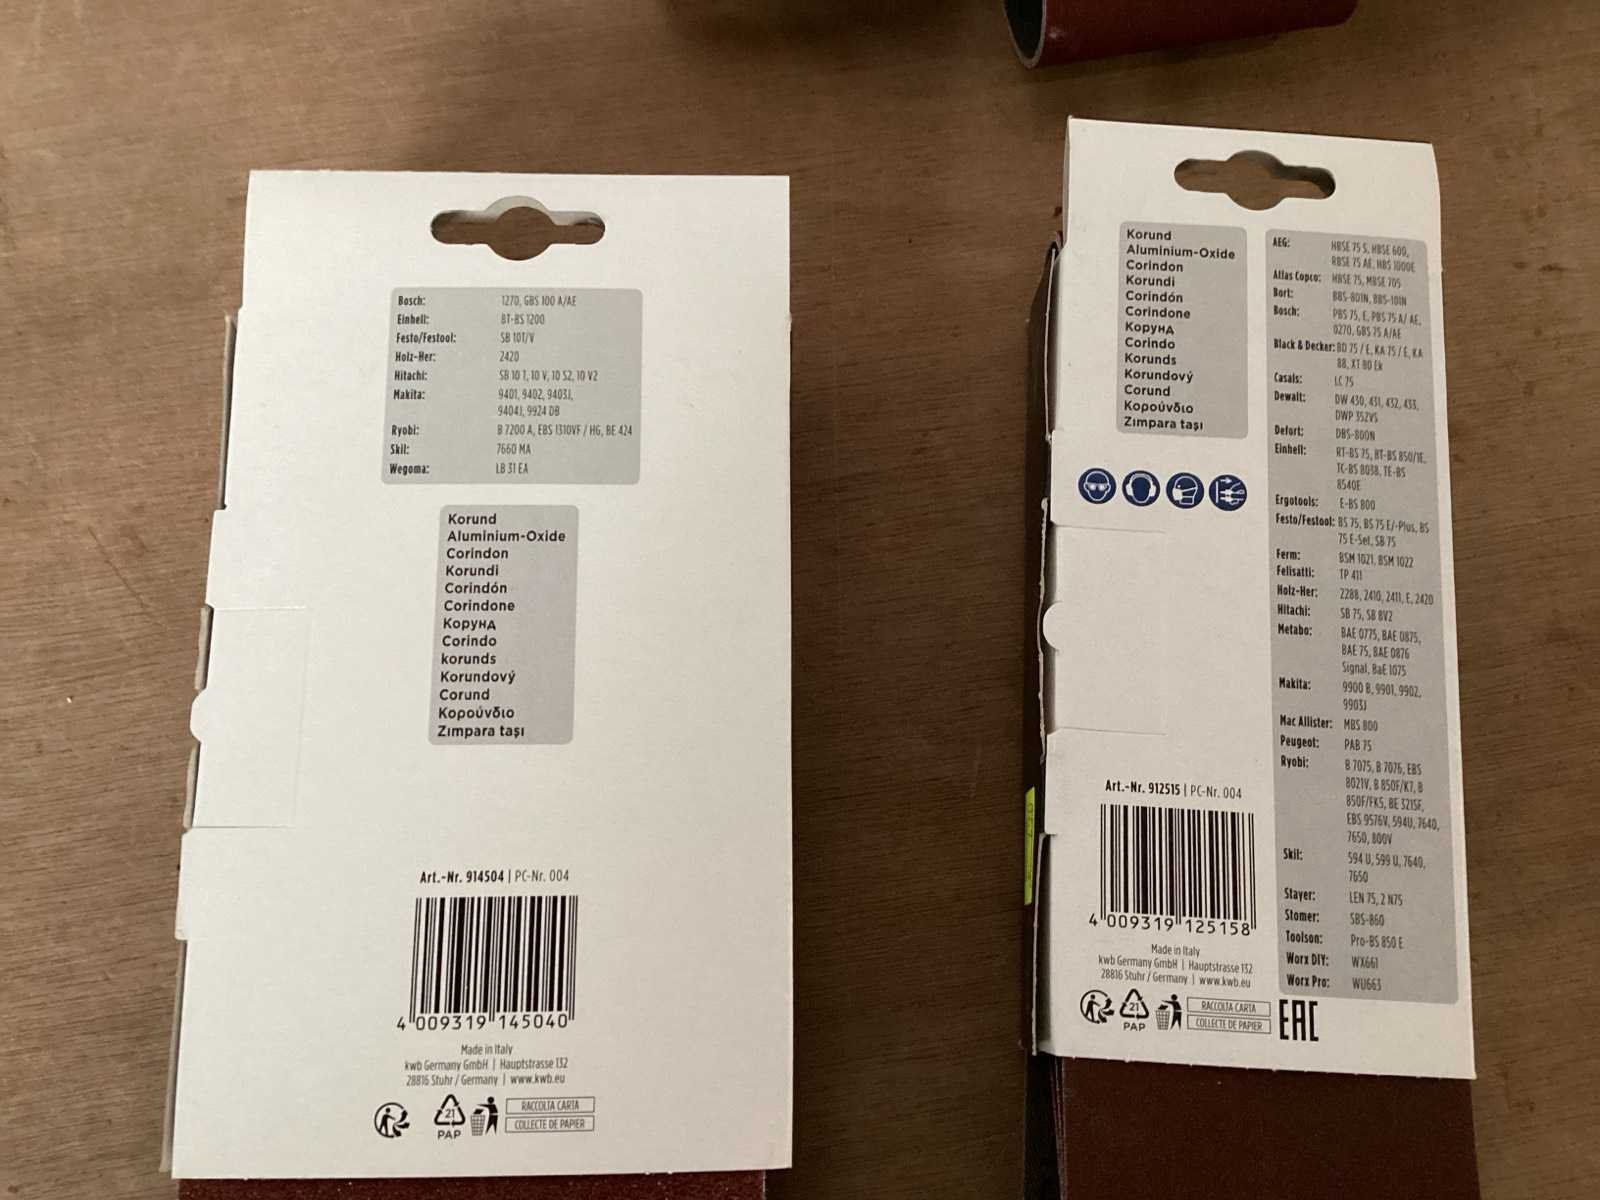 Bosch: 1270, GBS 100 A/AE
Einhell: BT-BS 1200
Festo/Festool: SB 10T/V
Holz-Her: 2420
Hitachi: SB 10 T, 10 V, 10 S2, 10 V2
Makita: 9401, 9402, 9403J,
9404J, 9924 DB
Ryobi: B 7200 A, EBS 1310VF / HG, BE 424
Skil: 7660 MA
Wegoma: LB 31 EA
Korund
Aluminium-Oxide
Corindon
Korundi
Corindón
Corindone
Корунд
Corindo
korunds
Korundový
Corund
Κορούνδιο
Zımpara taşı
Art.-Nr. 914504 | PC-Nr. 004
4 009319 145040
Made in Italy
kwb Germany GmbH | Hauptstrasse 132
28816 Stuhr / Germany | www.kwb.eu
21
PAP
RACCOLTA CARTA
COLLECTE DE PAPIER
Korund
Aluminium-Oxide
Corindon
Korundi
Corindón
Corindone
Корунд
Corindo
Korunds
Korundový
Corund
Κορούνδιο
Zımpara taşı
Art.-Nr. 912515 | PC-Nr. 004
4 009319 125158
Made in Italy
kwb Germany GmbH | Hauptstrasse 132
28816 Stuhr / Germany | www.kwb.eu
21
PAP
RACCOLTA CARTA
COLLECTE DE PAPIER
EAC
AEG: HBSE 75 S, HBSE 600,
RBSE 75 AE, HBS 1000E
Atlas Copco: HBSE 75, MBSE 705
Bort: BBS-801N, BBS-101N
Bosch: PBS 75, E, PBS 75 A/ AE,
0270, GBS 75 A/AE
Black & Decker: BD 75 / E, KA 75 / E, KA
88, XT 80 Ek
Casals: LC 75
Dewalt: DW 430, 431, 432, 433,
DWP 352VS
Defort: DBS-800N
Einhell: RT-BS 75, BT-BS 850/1E,
TC-BS 8038, TE-BS
8540E
Ergotools: E-BS 800
Festo/Festool: BS 75, BS 75 E/-Plus, BS
75 E-Set, SB 75
Ferm: BSM 1021, BSM 1022
Felisatti: TP 411
Holz-Her: 2288, 2410, 2411, E, 2420
Hitachi: SB 75, SB 8V2
Metabo: BAE 0775, BAE 0875,
BAE 75, BAE 0876
Signal, BaE 1075
Makita: 9900 B, 9901, 9902,
9903J
Mac Allister: MBS 800
Peugeot: PAB 75
Ryobi: B 7075, B 7076, EBS
8021V, B 850F/K7, B
850F/FKS, BE 321SF,
EBS 9576V, 594U, 7640,
7650, 800V
Skil: 594 U, 599 U, 7640,
7650
Stayer: LEN 75, 2 N75
Stomer: SBS-860
Toolson: Pro-BS 850 E
Worx DIY: WX661
Worx Pro: WU663